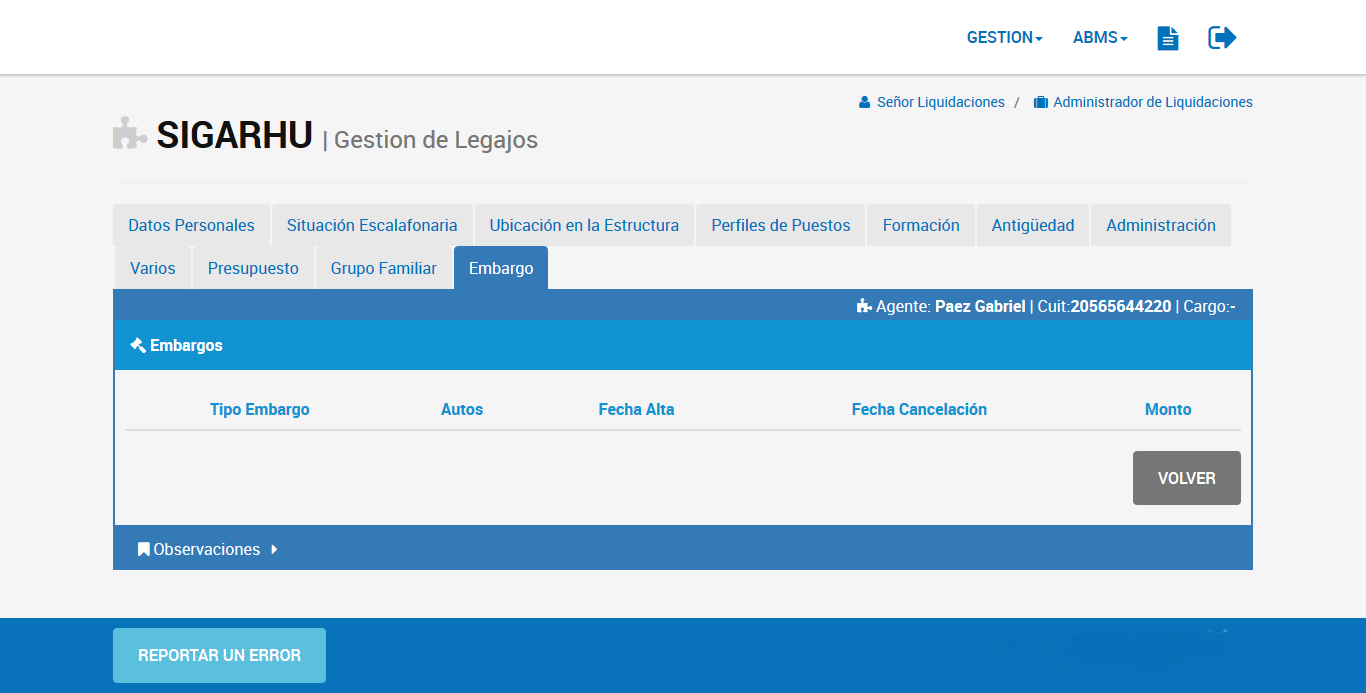 GESTION ABMS
Señor Liquidaciones / Administrador de Liquidaciones
SIGARHU | Gestion de Legajos
Datos Personales Situación Escalafonaria Ubicación en la Estructura Perfiles de Puestos Formación Antigüedad Administración
Varios Presupuesto Grupo Familiar Embargo
Agente: Paez Gabriel | Cuit:20565644220 | Cargo:-
Embargos
Tipo Embargo Autos Fecha Alta Fecha Cancelación Monto
VOLVER
Observaciones
REPORTAR UN ERROR